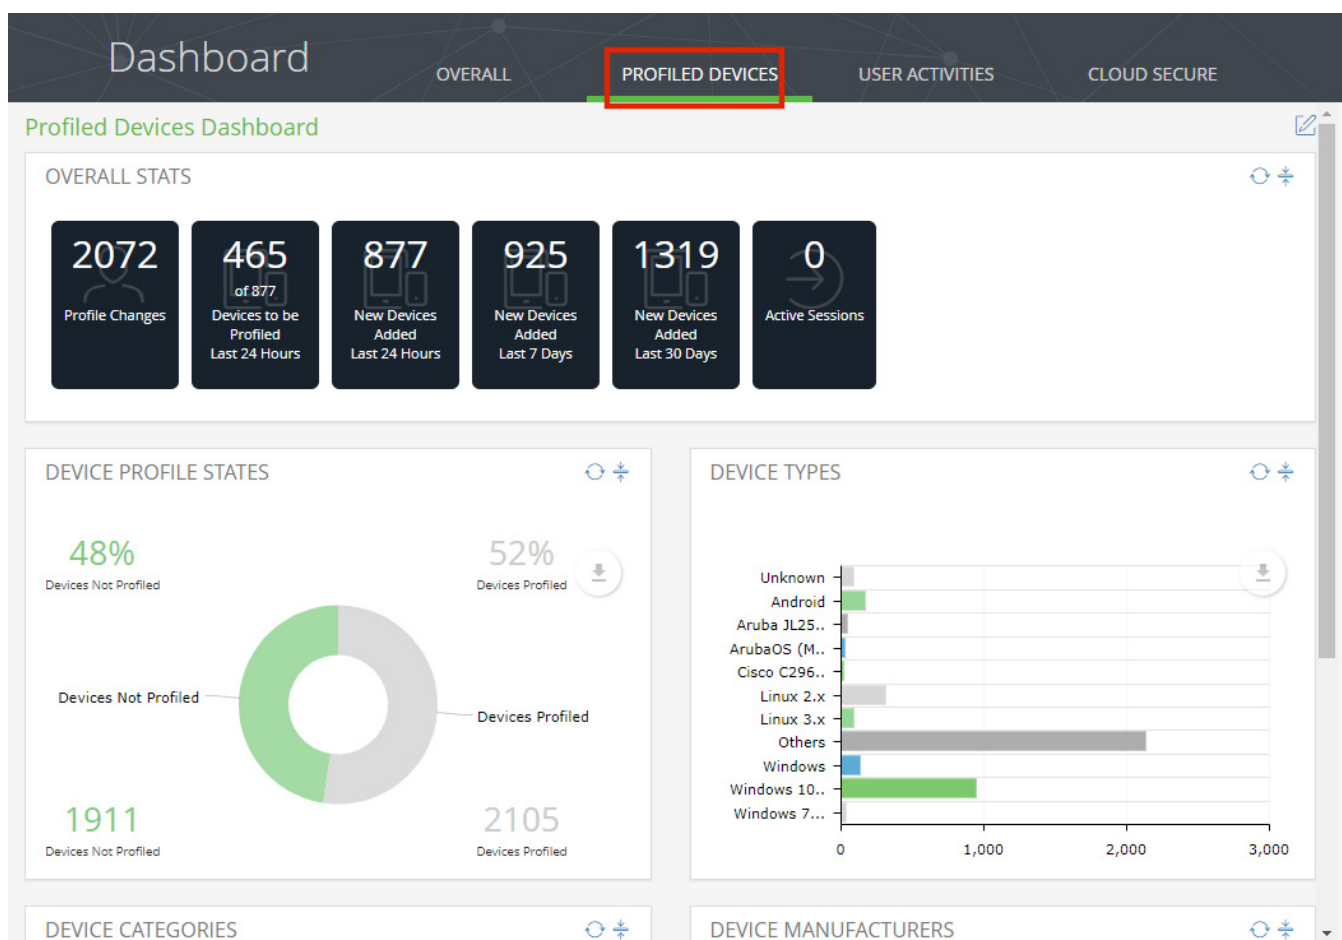 Dashboard
OVERALL
PROFILED DEVICES
USER ACTIVITIES
CLOUD SECURE
Profiled Devices Dashboard
OVERALL STATS
2072
Profile Changes
465
of 877
Devices to be
Profiled
Last 24 Hours
877
New Devices
Added
Last 24 Hours
925
New Devices
Added
Last 7 Days
1319
New Devices
Added
Last 30 Days
0
Active Sessions
DEVICE PROFILE STATES
48%
Devices Not Profiled
52%
Devices Profiled
Devices Not Profiled
Devices Profiled
1911
Devices Not Profiled
2105
Devices Profiled
DEVICE TYPES
Unknown
Android
Aruba JL25..
ArubaOS (M..
Cisco C296..
Linux 2.x
Linux 3.x
Others
Windows
Windows 10..
Windows 7...
0 1,000 2,000 3,000
DEVICE CATEGORIES
DEVICE MANUFACTURERS